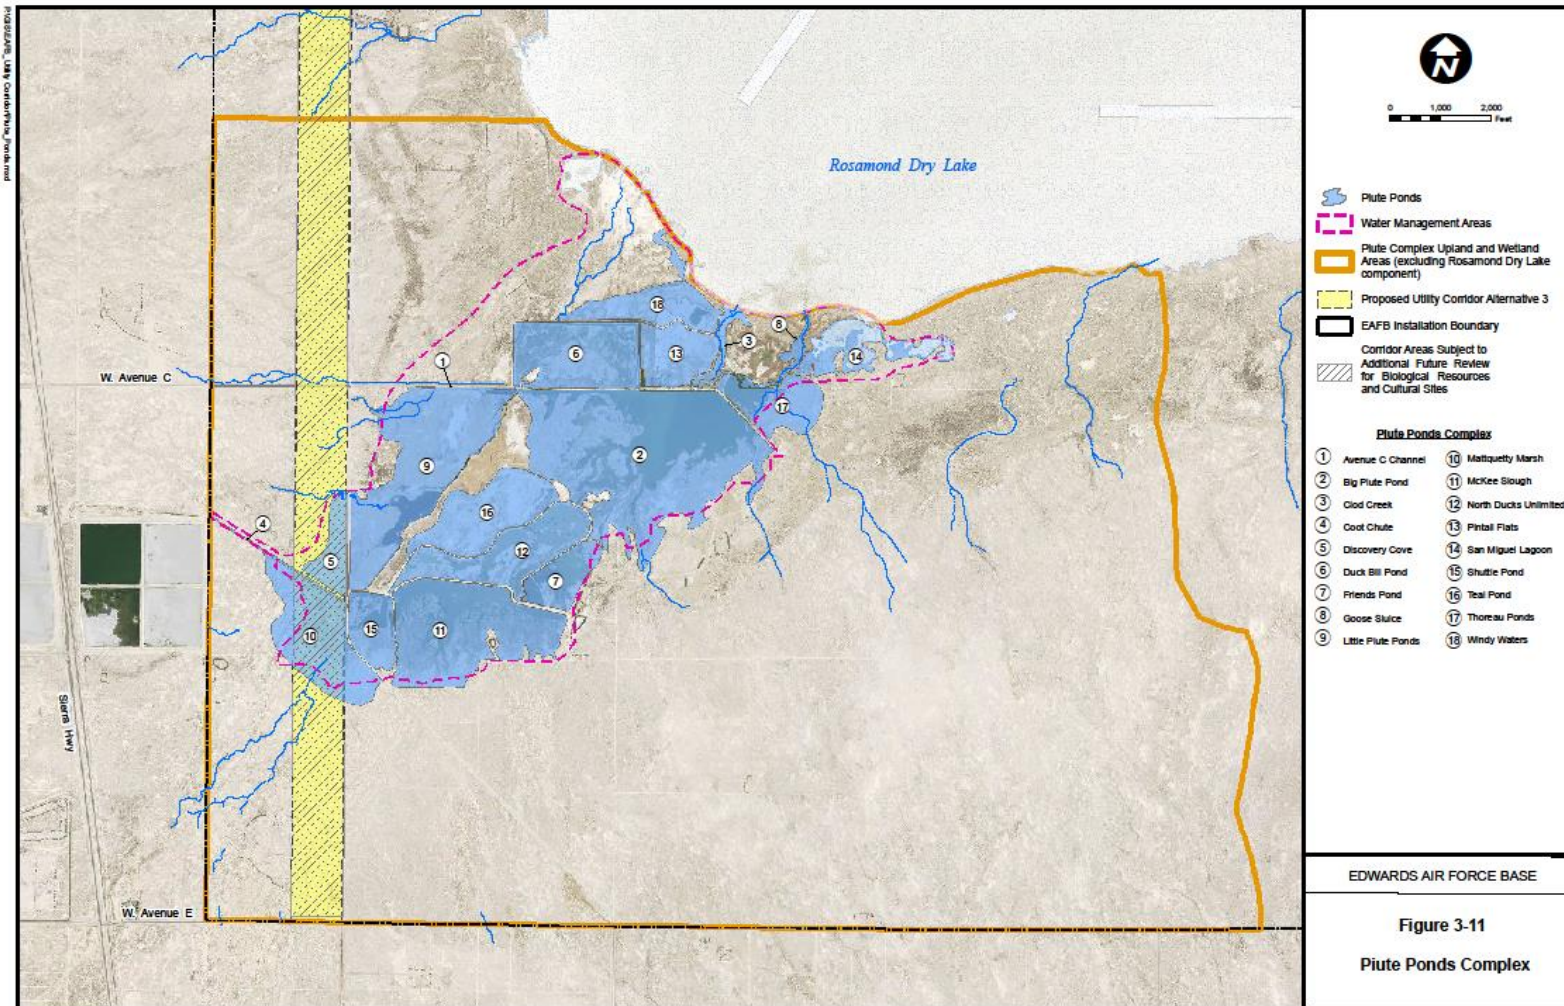 P:\GIS\EAFB_Utility Corridor\Piute_Ponds.mxd
Rosamond Dry Lake
W. Avenue C
W. Avenue E
Sierra Hwy
1
2
3
4
5
6
7
8
9
10
11
12
13
14
15
16
17
18
N
0 1,000 2,000
Feet
Piute Ponds
Water Management Areas
Piute Complex Upland and Wetland
Areas (excluding Rosamond Dry Lake
component)
Proposed Utility Corridor Alternative 3
EAFB Installation Boundary
Corridor Areas Subject to
Additional Future Review
for Biological Resources
and Cultural Sites
Piute Ponds Complex
1 Avenue C Channel
2 Big Piute Pond
3 Clod Creek
4 Coot Chute
5 Discovery Cove
6 Duck Bill Pond
7 Friends Pond
8 Goose Sluice
9 Little Piute Ponds
10 Mattquetty Marsh
11 McKee Slough
12 North Ducks Unlimited
13 Pintail Flats
14 San Miguel Lagoon
15 Shuttle Pond
16 Teal Pond
17 Thoreau Ponds
18 Windy Waters
EDWARDS AIR FORCE BASE
Figure 3-11
Piute Ponds Complex